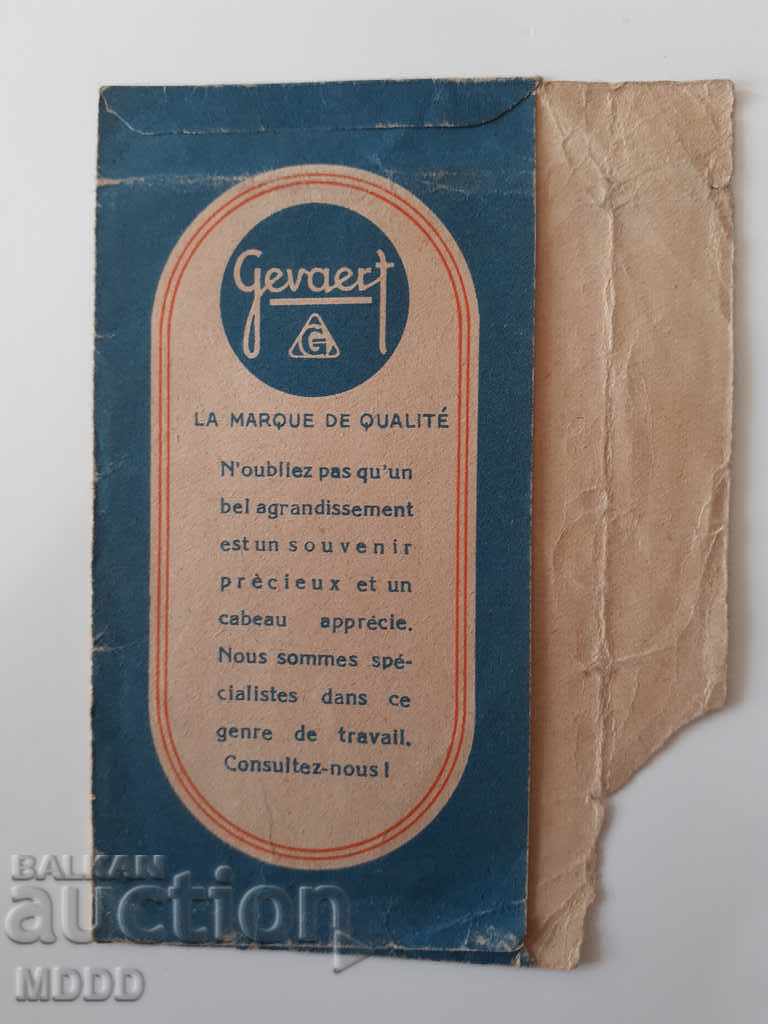 Gevaert
G
LA MARQUE DE QUALITÉ
N'oubliez pas qu'un
bel agrandissement
est un souvenir
prècieux et un
cabeau apprécie.
Nous sommes spé-
cialistes dans ce
genre de travail.
Consultez-nous!
BALKAN
auction
MDDD